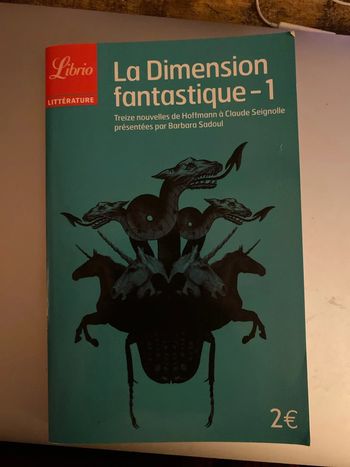 Librio
LITTÉRATURE
La Dimension
fantastique – 1
Treize nouvelles de Hoffmann à Claude Seignolle
présentées par Barbara Sadoul
2€